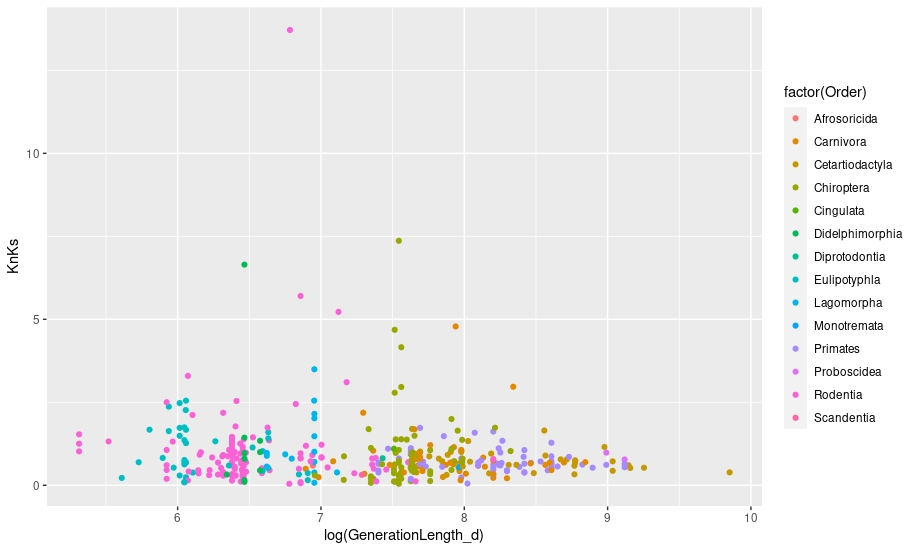 10
5
0
KnKs
6
7
8
9
10
log(GenerationLength_d)
factor(Order)
Afrosoricida
Carnivora
Cetartiodactyla
Chiroptera
Cingulata
Didelphimorphia
Diprotodontia
Eulipotyphla
Lagomorpha
Monotremata
Primates
Proboscidea
Rodentia
Scandentia